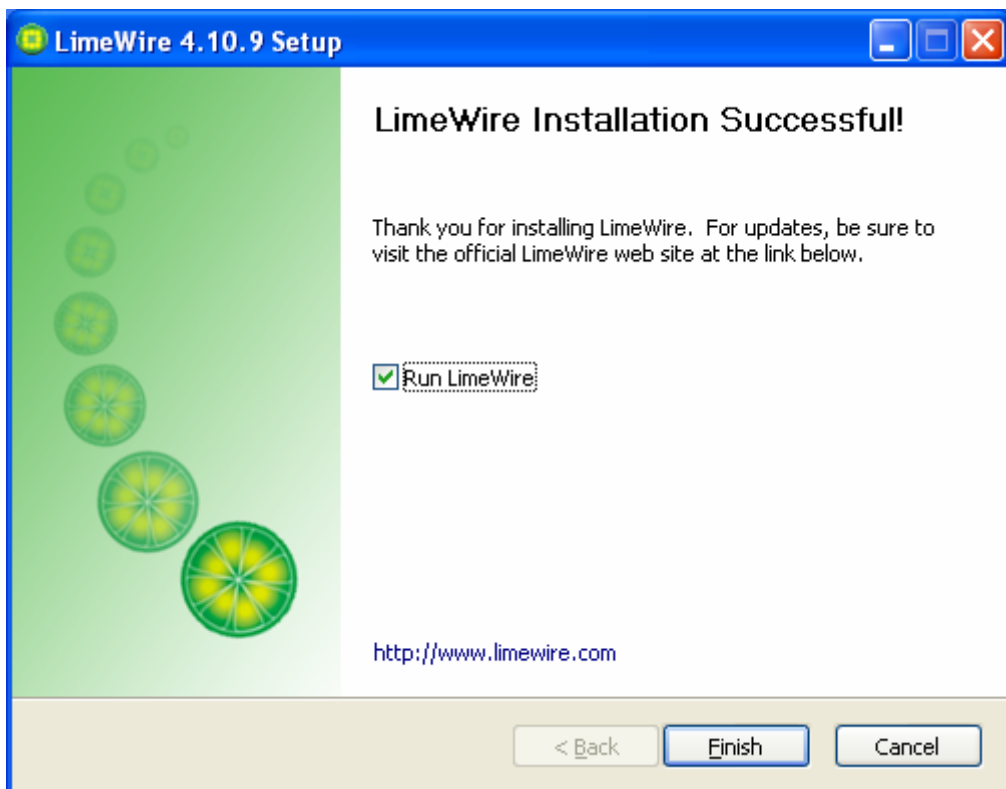 LimeWire 4.10.9 Setup
LimeWire Installation Successful!
Thank you for installing LimeWire. For updates, be sure to
visit the official LimeWire web site at the link below.
Run LimeWire
http://www.limewire.com
< Back
Finish
Cancel